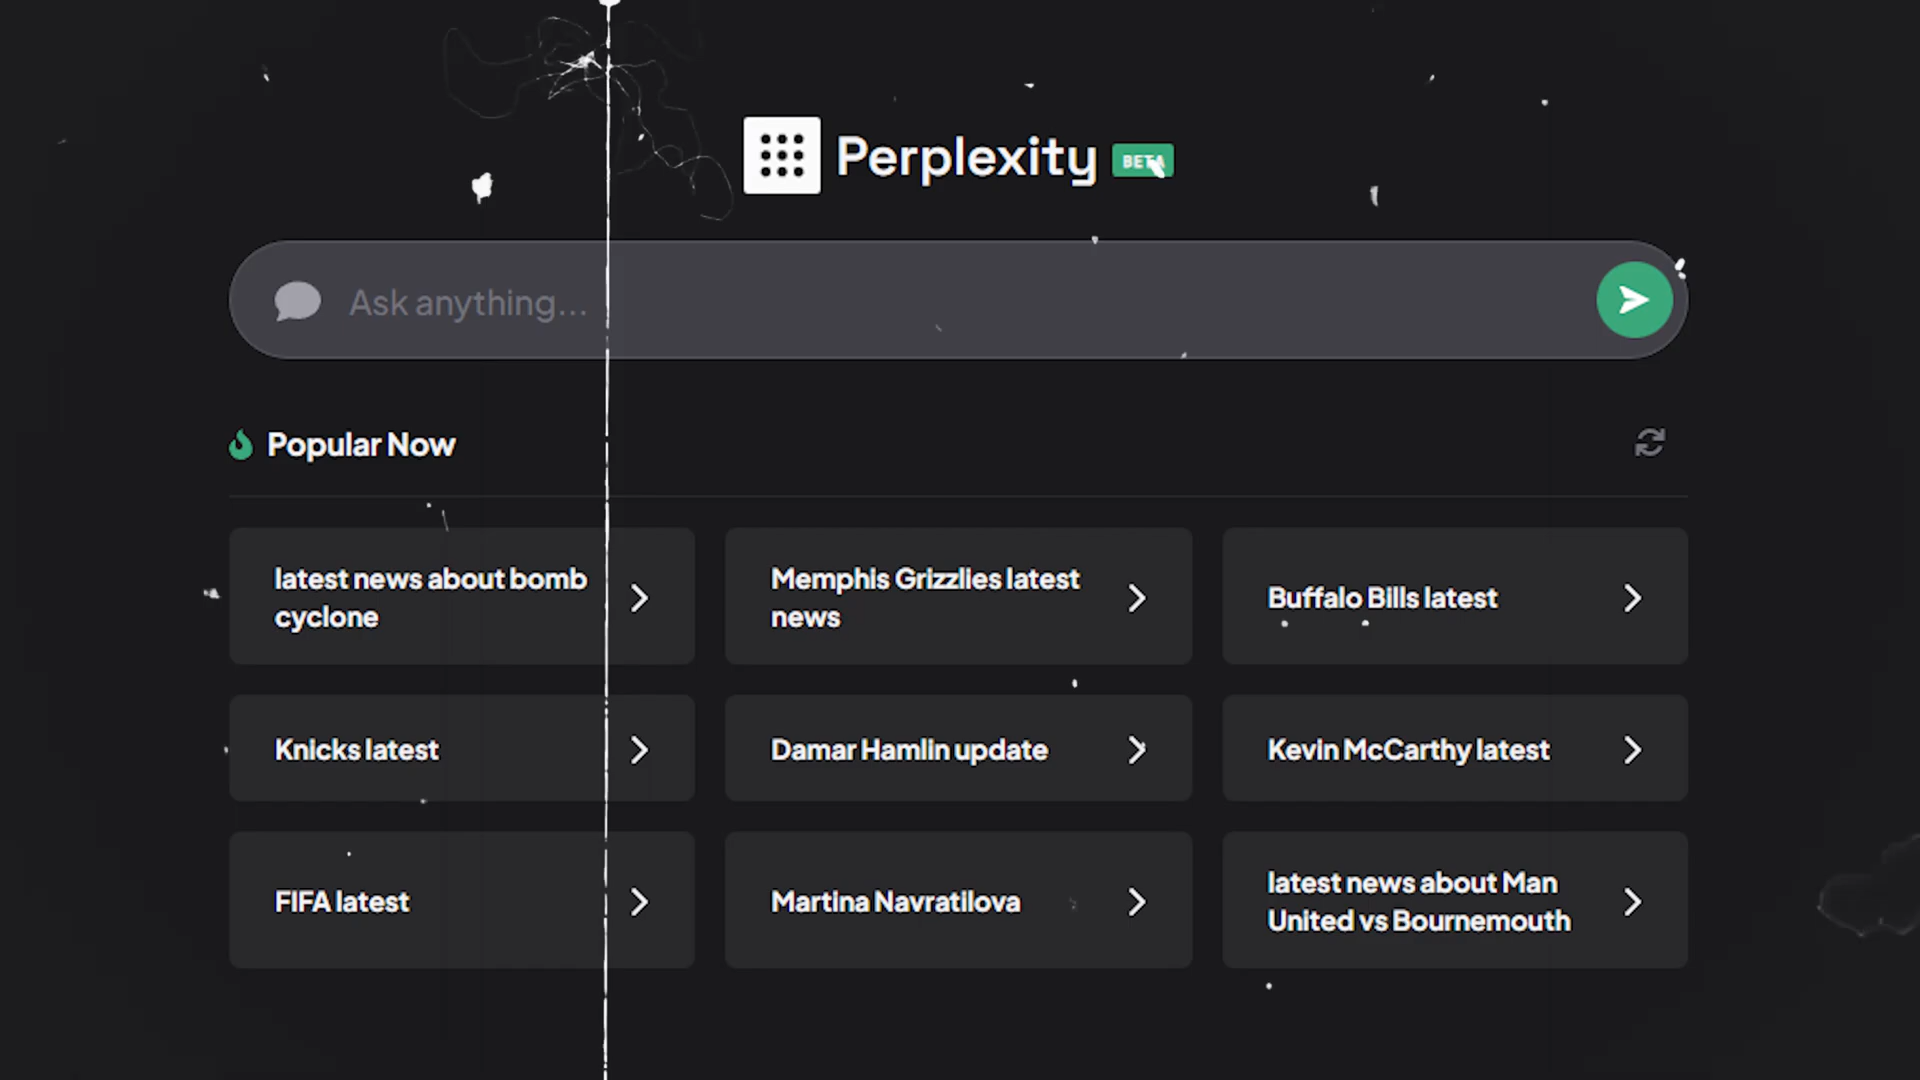 Perplexity BETA
Ask anything...
Popular Now
latest news about bomb
cyclone
Memphis Grizzlies latest
news
Buffalo Bills latest
Knicks latest
Damar Hamlin update
Kevin McCarthy latest
FIFA latest
Martina Navratilova
latest news about Man
United vs Bournemouth